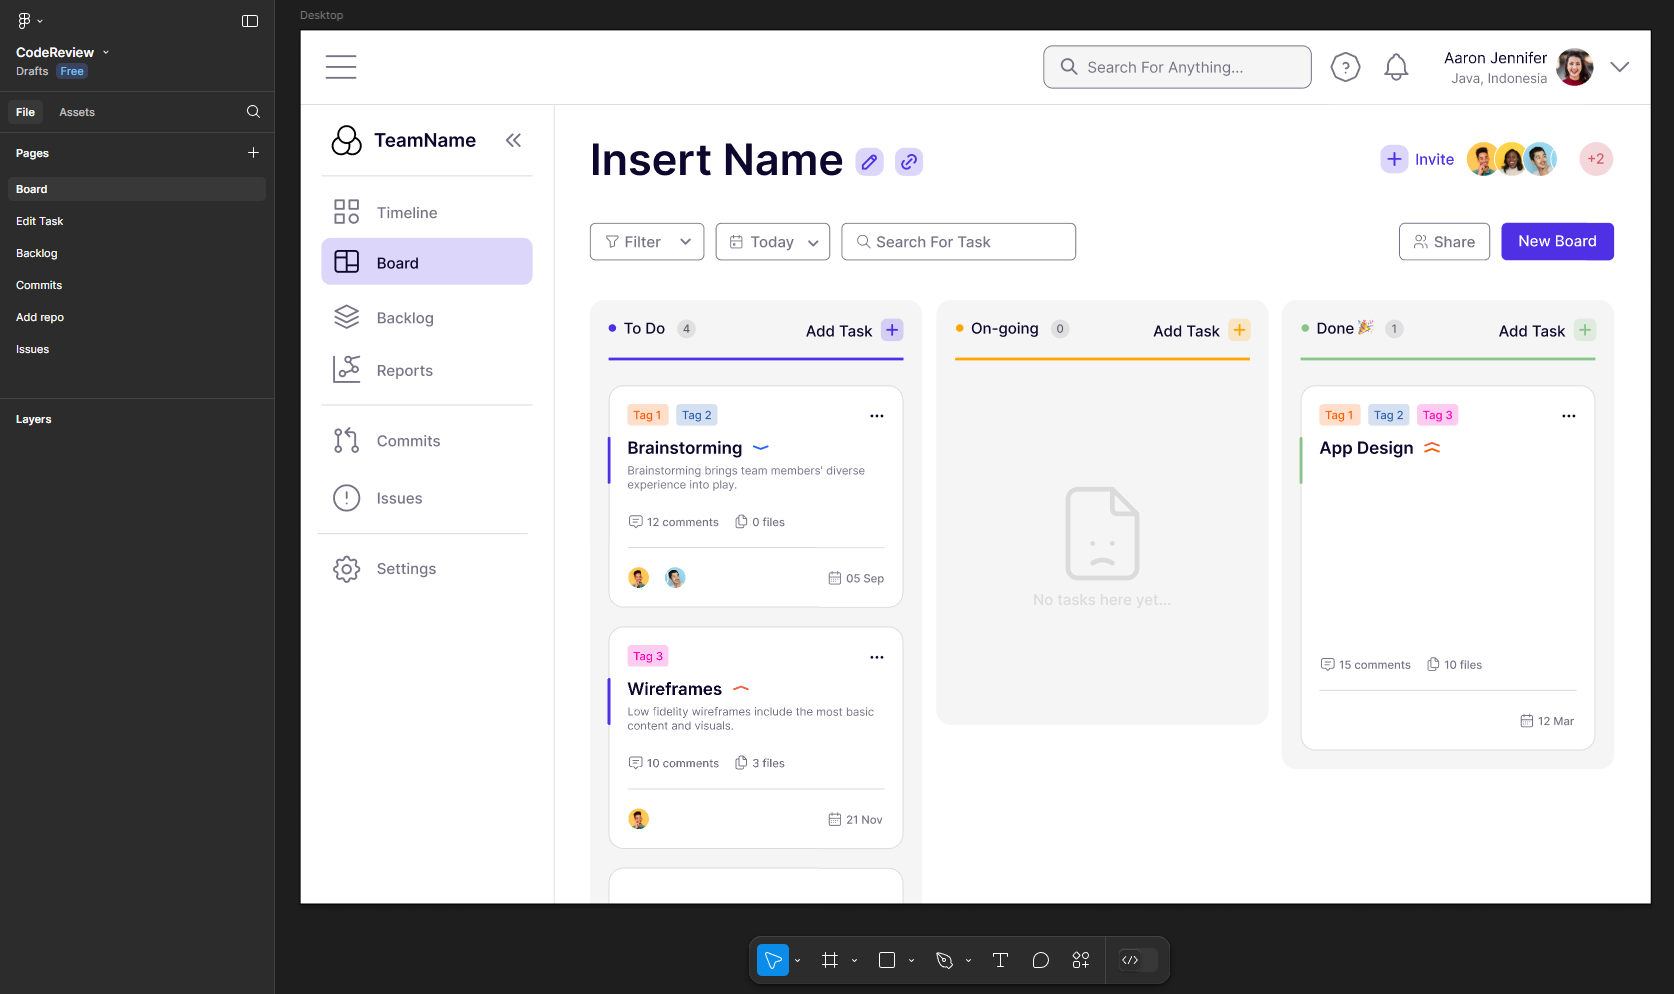 Desktop
CodeReview
Drafts Free
File Assets
Pages
Board
Edit Task
Backlog
Commits
Add repo
Issues
Layers
Search For Anything...
?
Aaron Jennifer
Java, Indonesia
TeamName
Timeline
Board
Backlog
Reports
Commits
Issues
Settings
Insert Name
Invite
+2
Filter
Today
Search For Task
Share
New Board
To Do 4 Add Task +
Tag 1 Tag 2
Brainstorming
Brainstorming brings team members' diverse
experience into play.
12 comments 0 files
05 Sep
Tag 3
Wireframes
Low fidelity wireframes include the most basic
content and visuals.
10 comments 3 files
21 Nov
On-going 0 Add Task +
No tasks here yet...
Done 1 Add Task +
Tag 1 Tag 2 Tag 3
App Design
15 comments 10 files
12 Mar